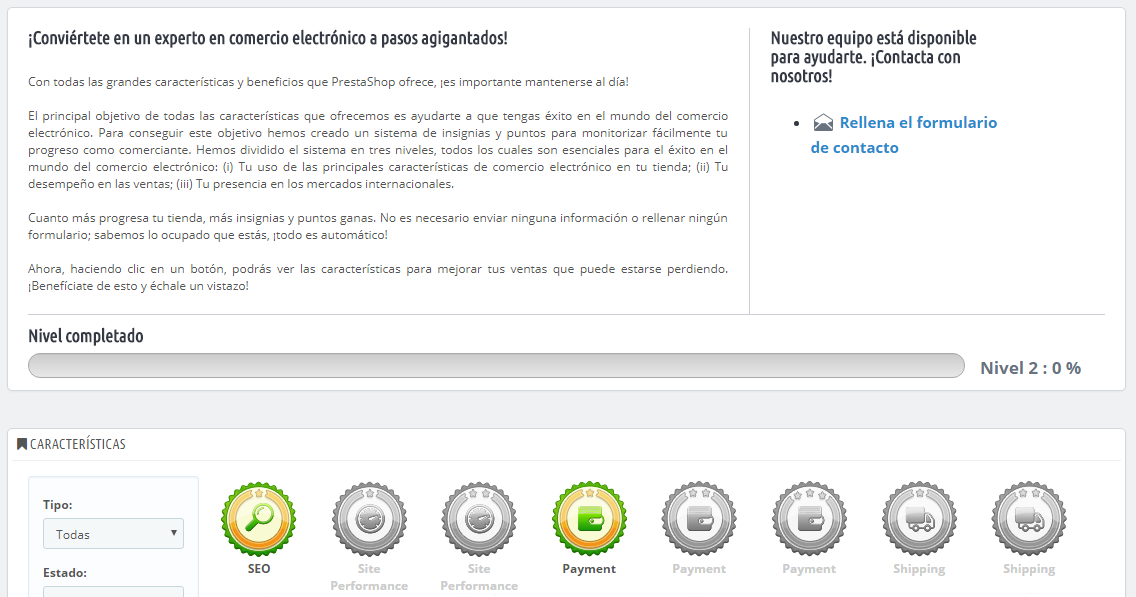 ¡Conviértete en un experto en comercio electrónico a pasos agigantados!
Con todas las grandes características y beneficios que PrestaShop ofrece, ¡es importante mantenerse al día!
El principal objetivo de todas las características que ofrecemos es ayudarte a que tengas éxito en el mundo del comercio
electrónico. Para conseguir este objetivo hemos creado un sistema de insignias y puntos para monitorizar fácilmente tu
progreso como comerciante. Hemos dividido el sistema en tres niveles, todos los cuales son esenciales para el éxito en el
mundo del comercio electrónico: (i) Tu uso de las principales características de comercio electrónico en tu tienda; (ii) Tu
desempeño en las ventas; (iii) Tu presencia en los mercados internacionales.
Cuanto más progresa tu tienda, más insignias y puntos ganas. No es necesario enviar ninguna información o rellenar ningún
formulario; sabemos lo ocupado que estás, ¡todo es automático!
Ahora, haciendo clic en un botón, podrás ver las características para mejorar tus ventas que puede estarse perdiendo.
¡Benefíciate de esto y échale un vistazo!
Nuestro equipo está disponible
para ayudarte. ¡Contacta con
nosotros!
Rellena el formulario
de contacto
Nivel completado
Nivel 2 : 0 %
CARACTERÍSTICAS
Tipo:
Todas
Estado:
SEO
Site
Performance
Site
Performance
Payment
Payment
Payment
Shipping
Shipping